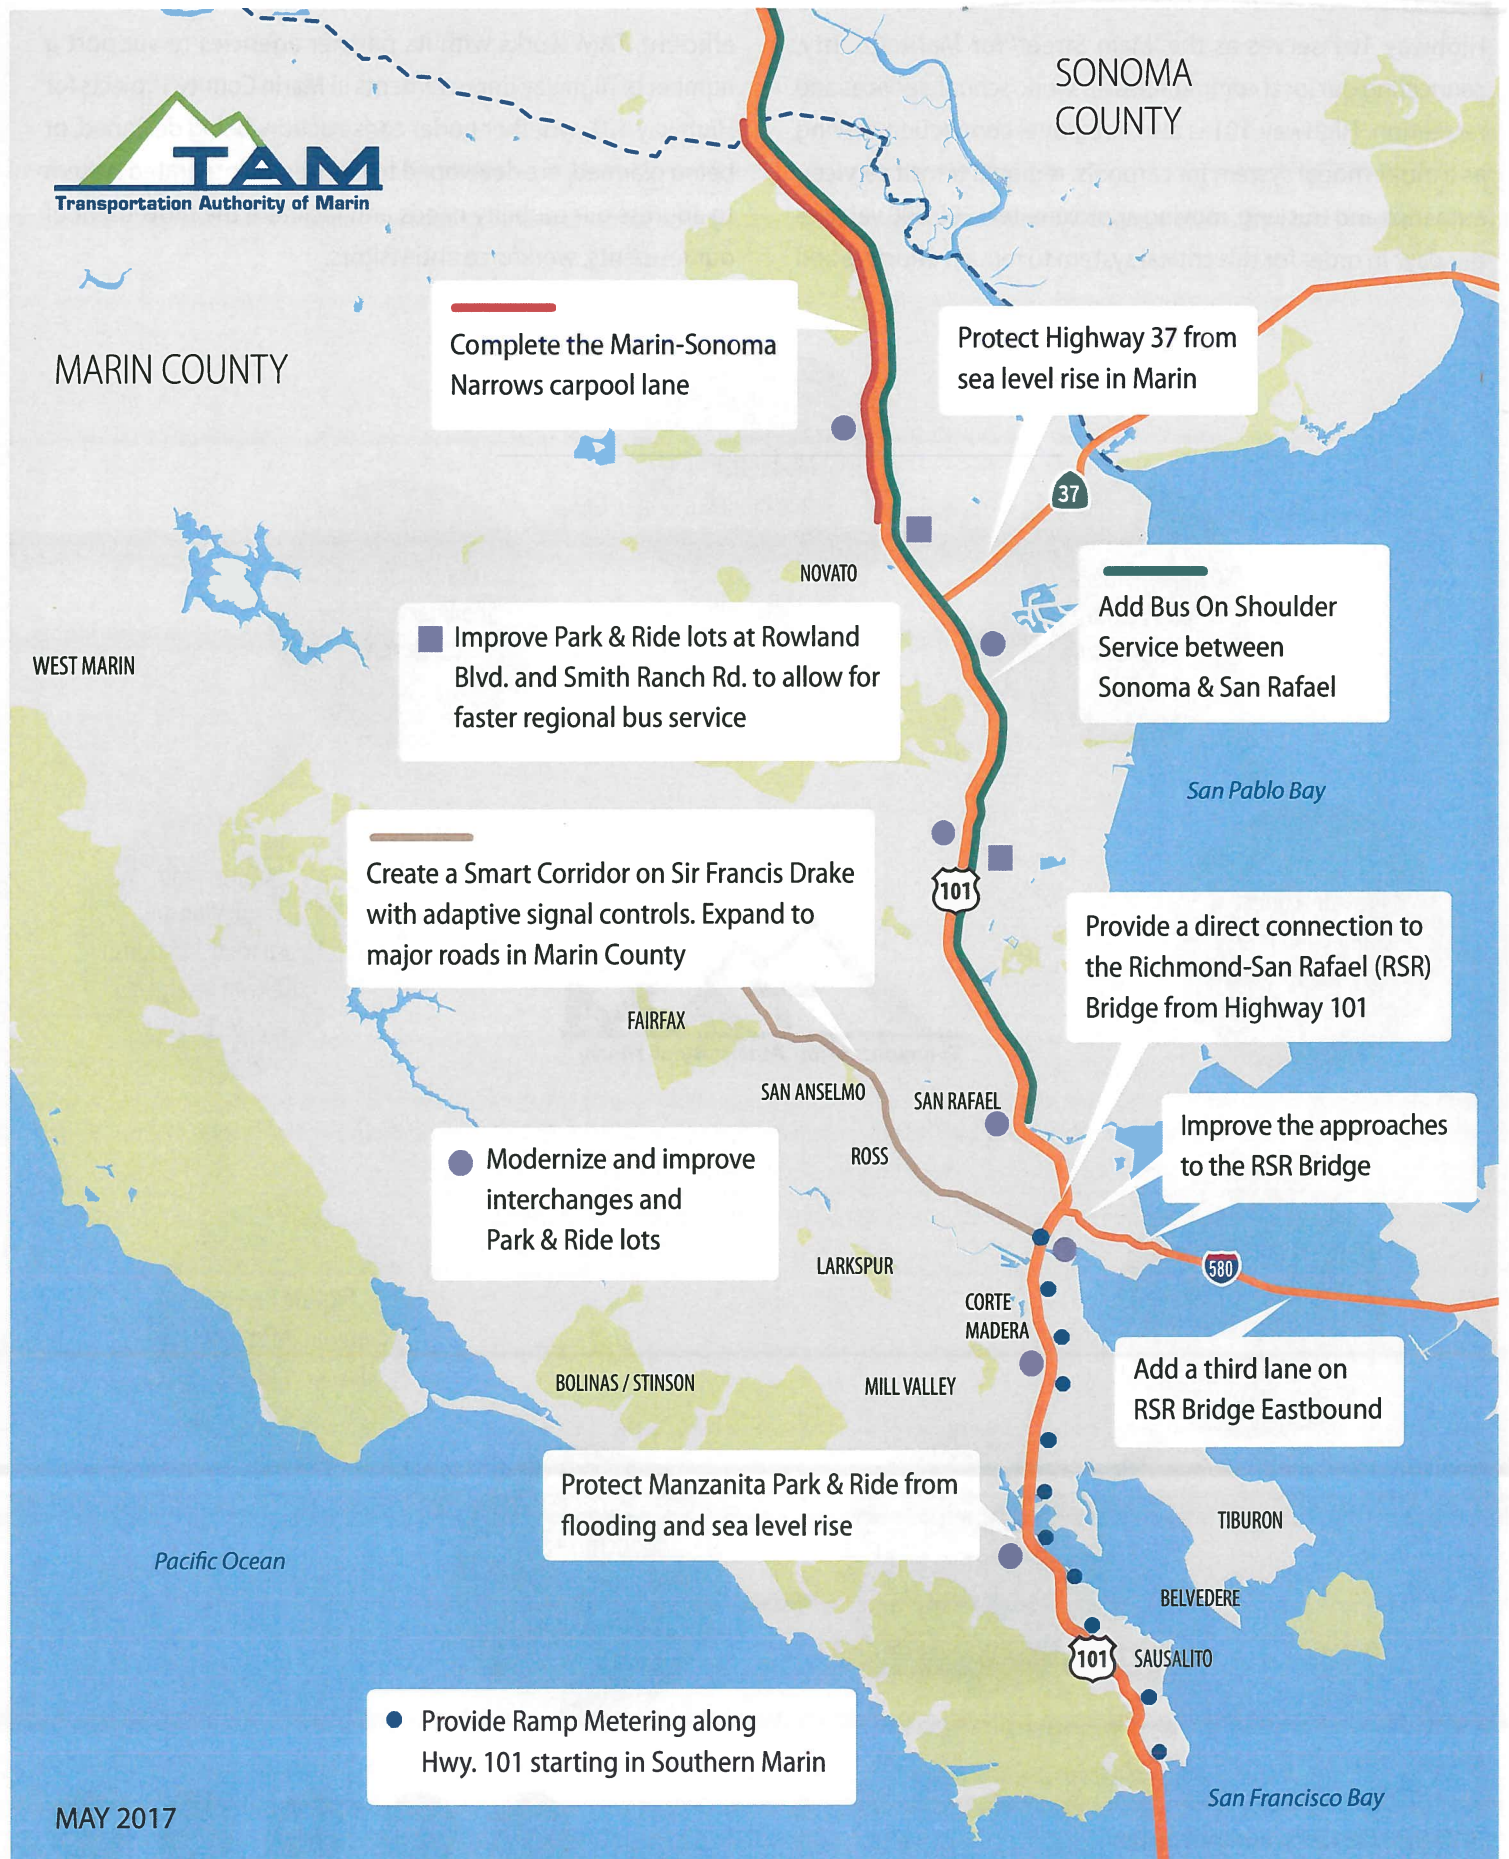 SONOMA
COUNTY
TAM
Transportation Authority of Marin
MARIN COUNTY
Complete the Marin-Sonoma
Narrows carpool lane
Protect Highway 37 from
sea level rise in Marin
37
NOVATO
Add Bus On Shoulder
Service between
Sonoma & San Rafael
Improve Park & Ride lots at Rowland
Blvd. and Smith Ranch Rd. to allow for
faster regional bus service
WEST MARIN
San Pablo Bay
Create a Smart Corridor on Sir Francis Drake
with adaptive signal controls. Expand to
major roads in Marin County
101
Provide a direct connection to
the Richmond-San Rafael (RSR)
Bridge from Highway 101
FAIRFAX
SAN ANSELMO
SAN RAFAEL
Improve the approaches
to the RSR Bridge
ROSS
Modernize and improve
interchanges and
Park & Ride lots
LARKSPUR
580
CORTE
MADERA
Add a third lane on
RSR Bridge Eastbound
BOLINAS / STINSON
MILL VALLEY
Protect Manzanita Park & Ride from
flooding and sea level rise
TIBURON
Pacific Ocean
BELVEDERE
101
SAUSALITO
Provide Ramp Metering along
Hwy. 101 starting in Southern Marin
San Francisco Bay
MAY 2017